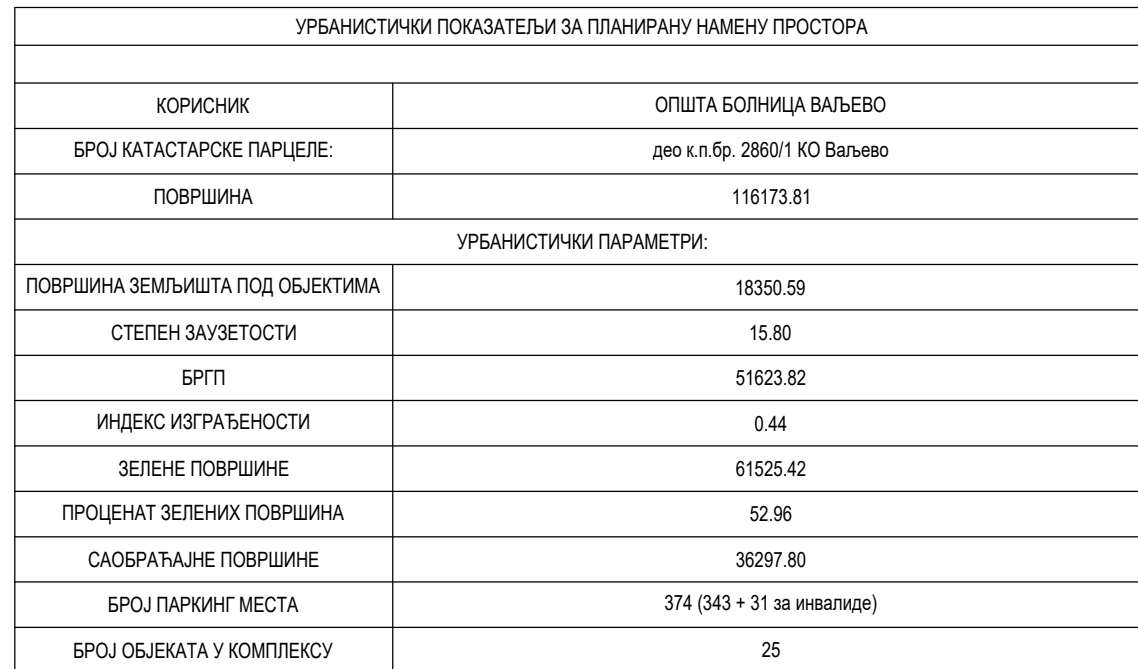 УРБАНИСТИЧКИ ПОКАЗАТЕЉИ ЗА ПЛАНИРАНУ НАМЕНУ ПРОСТОРА
КОРИСНИК ОПШТА БОЛНИЦА ВАЉЕВО
БРОЈ КАТАСТАРСКЕ ПАРЦЕЛЕ: део к.п.бр. 2860/1 КО Ваљево
ПОВРШИНА 116173.81
УРБАНИСТИЧКИ ПАРАМЕТРИ:
ПОВРШИНА ЗЕМЉИШТА ПОД ОБЈЕКТИМА 18350.59
СТЕПЕН ЗАУЗЕТОСТИ 15.80
БРГП 51623.82
ИНДЕКС ИЗГРАЂЕНОСТИ 0.44
ЗЕЛЕНЕ ПОВРШИНЕ 61525.42
ПРОЦЕНАТ ЗЕЛЕНИХ ПОВРШИНА 52.96
САОБРАЋАЈНЕ ПОВРШИНЕ 36297.80
БРОЈ ПАРКИНГ МЕСТА 374 (343 + 31 за инвалиде)
БРОЈ ОБЈЕКАТА У КОМПЛЕКСУ 25